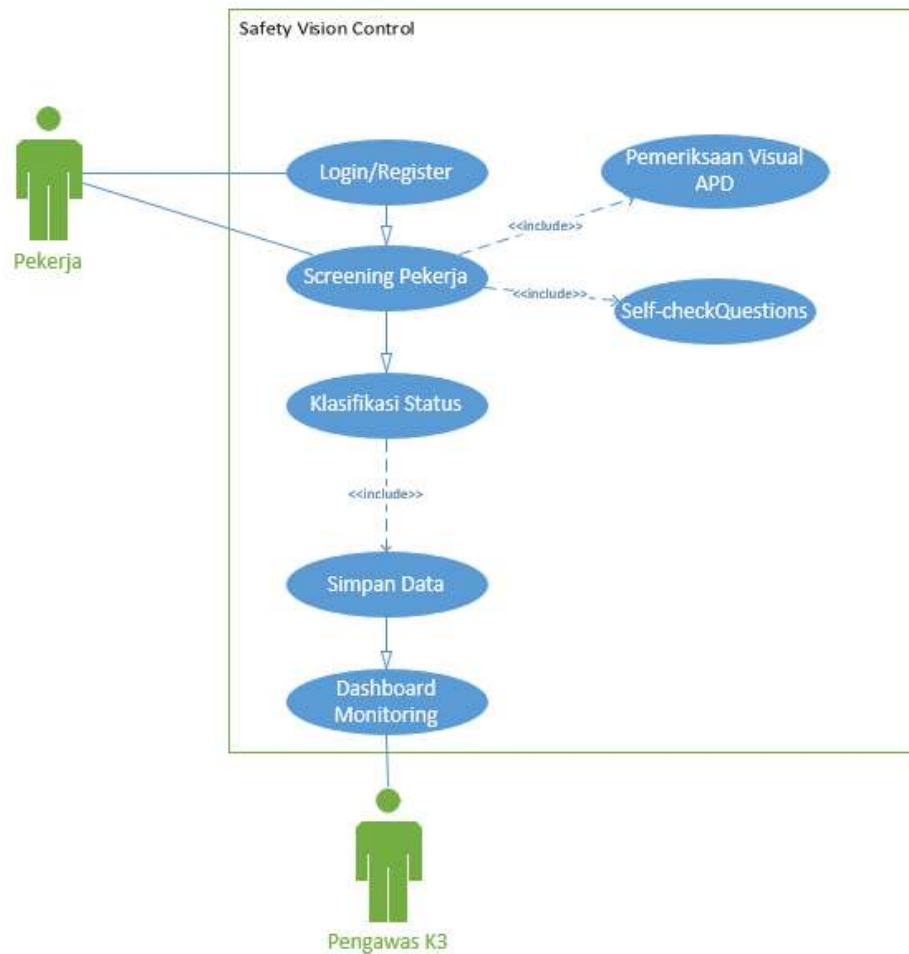 Safety Vision Control
Pekerja
Login/Register
Pemeriksaan Visual
APD
<<include>>
Screening Pekerja
<<include>>
Self-checkQuestions
Klasifikasi Status
<<include>>
Simpan Data
Dashboard
Monitoring
Pengawas K3